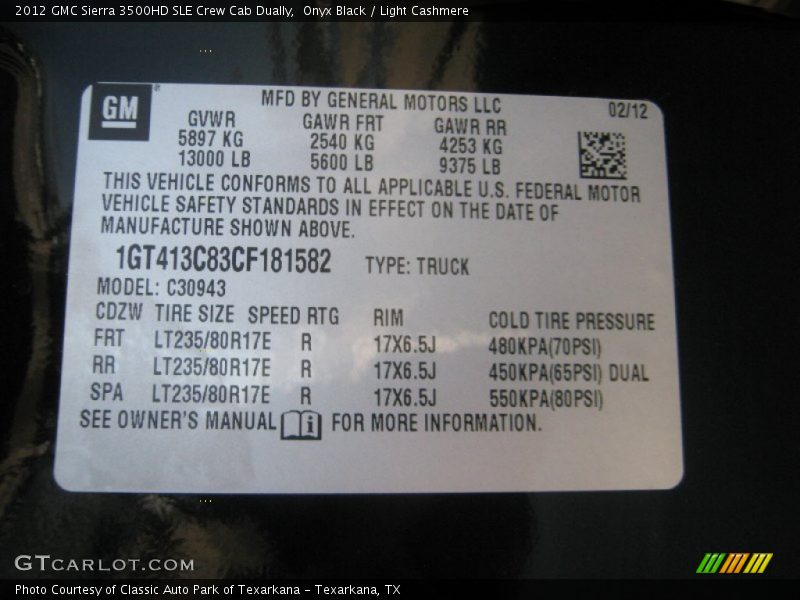 2012 GMC Sierra 3500HD SLE Crew Cab Dually,  Onyx Black / Light Cashmere
GM
MFD BY GENERAL MOTORS LLC
02/12
GVWR GAWR FRT GAWR RR
5897 KG 2540 KG 4253 KG
13000 LB 5600 LB 9375 LB
THIS VEHICLE CONFORMS TO ALL APPLICABLE U.S. FEDERAL MOTOR
VEHICLE SAFETY STANDARDS IN EFFECT ON THE DATE OF
MANUFACTURE SHOWN ABOVE.
1GT413C83CF181582 TYPE: TRUCK
MODEL: C30943
CDZW TIRE SIZE SPEED RTG RIM COLD TIRE PRESSURE
FRT LT235/80R17E R 17X6.5J 480KPA(70PSI)
RR LT235/80R17E R 17X6.5J 450KPA(65PSI) DUAL
SPA LT235/80R17E R 17X6.5J 550KPA(80PSI)
SEE OWNER'S MANUAL i FOR MORE INFORMATION.
GTCARLOT.COM
Photo Courtesy of Classic Auto Park of Texarkana - Texarkana, TX